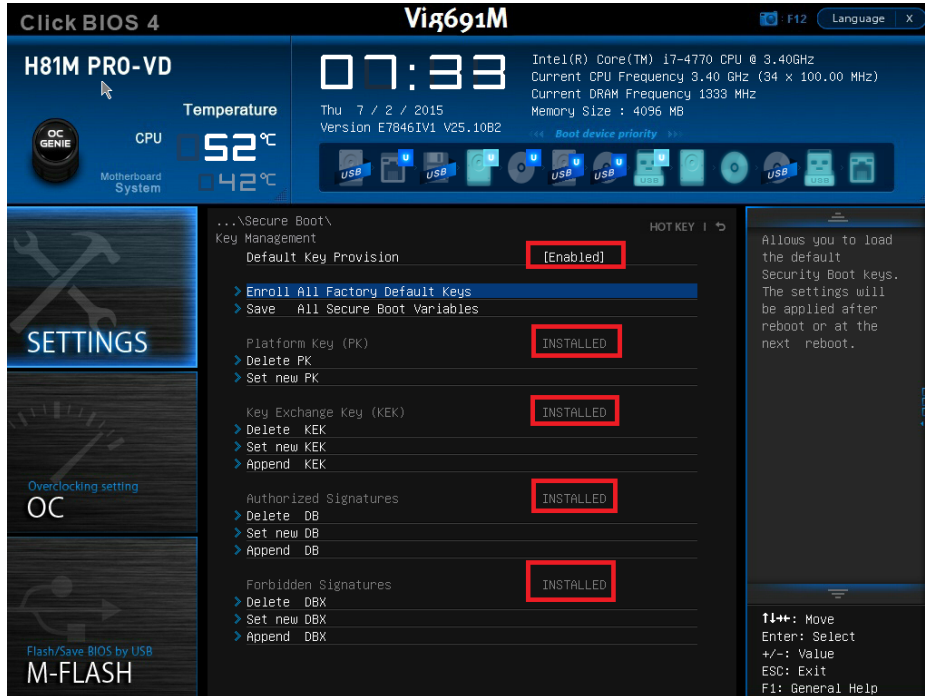 Click BIOS 4
Vig691M
F12
Language
X
H81M PRO-VD
OC
GENIE
Temperature
CPU
52°C
Motherboard
System
42°C
07:33
Thu 7 / 2 / 2015
Version E7846IV1 V25.10B2
Intel(R) Core(TM) i7-4770 CPU @ 3.40GHz
Current CPU Frequency 3.40 GHz (34 x 100.00 MHz)
Current DRAM Frequency 1333 MHz
Memory Size : 4096 MB
Boot device priority
USB
U
USB
U
U
USB
U
USB
U
USB
USB
USB
SETTINGS
Overclocking setting
OC
Flash/Save BIOS by USB
M-FLASH
...\Secure Boot\
Key Management
HOT KEY
Default Key Provision [Enabled]
Enroll All Factory Default Keys
Save All Secure Boot Variables
Platform Key (PK) INSTALLED
Delete PK
Set new PK
Key Exchange Key (KEK) INSTALLED
Delete KEK
Set new KEK
Append KEK
Authorized Signatures INSTALLED
Delete DB
Set new DB
Append DB
Forbidden Signatures INSTALLED
Delete DBX
Set new DBX
Append DBX
Allows you to load
the default
Security Boot keys.
The settings will
be applied after
reboot or at the
next reboot.
↑↓↔: Move
Enter: Select
+/-: Value
ESC: Exit
F1: General Help